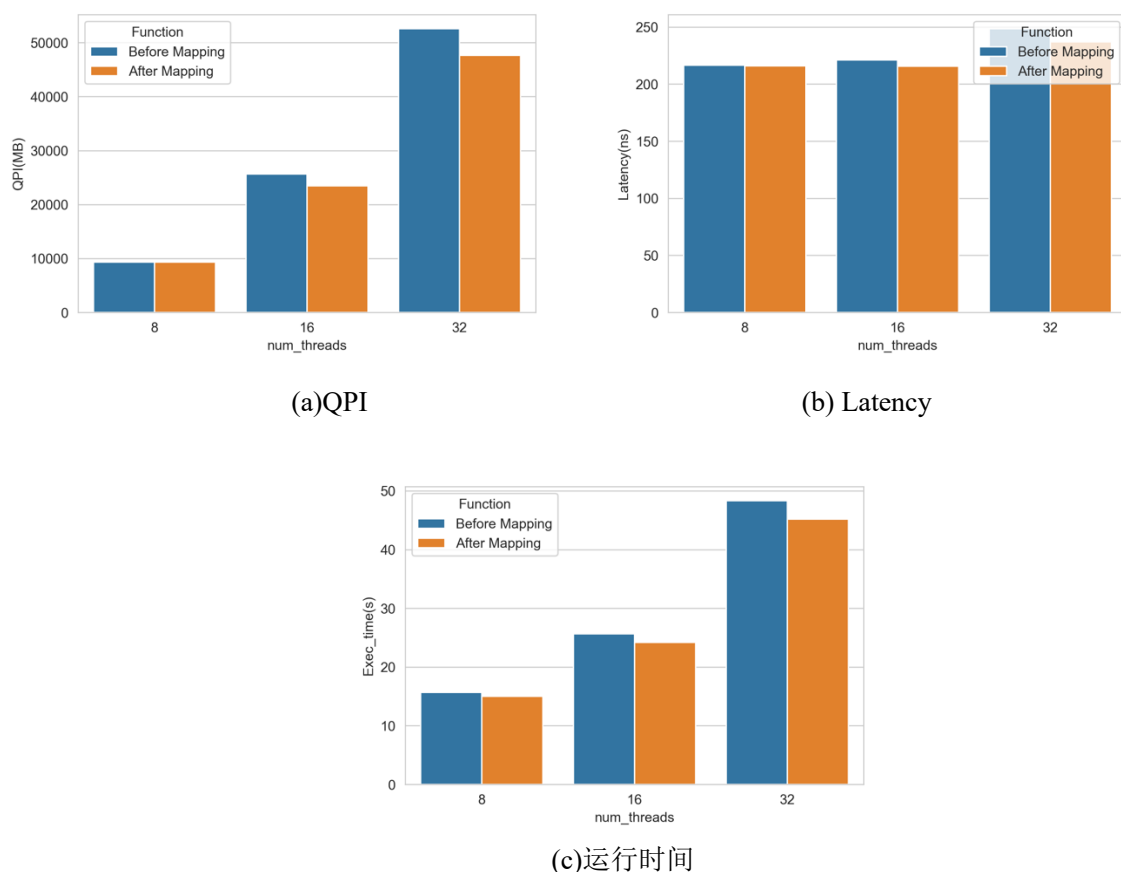 50000
40000
30000
20000
10000
0
QPI(MB)
Function
Before Mapping
After Mapping
8
16
32
num_threads
(a)QPI
250
200
150
100
50
0
Latency(ns)
Function
Before Mapping
After Mapping
8
16
32
num_threads
(b) Latency
50
40
30
20
10
0
Exec_time(s)
Function
Before Mapping
After Mapping
8
16
32
num_threads
(c)运行时间